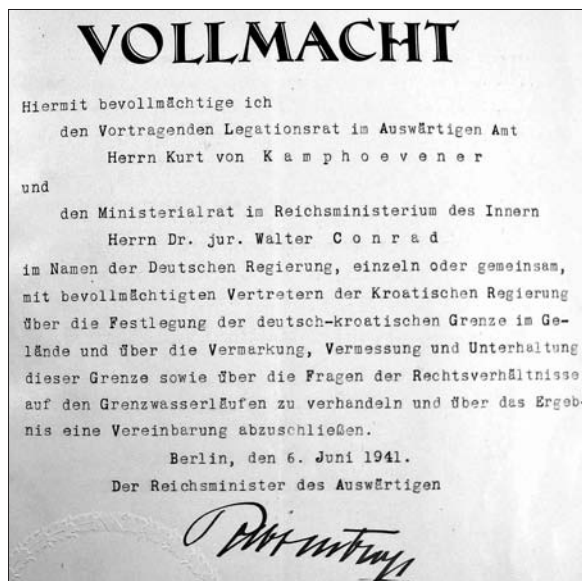 VOLLMACHT
Hiermit bevollmächtige ich
den Vortragenden Legationsrat im Auswärtigen Amt
Herrn Kurt von K a m p h o e v e n e r
und
den Ministerialrat im Reichsministerium des Innern
Herrn Dr. jur. Walter C o n r a d
im Namen der Deutschen Regierung, einzeln oder gemeinsam,
mit bevollmächtigten Vertretern der Kroatischen Regierung
über die Festlegung der deutsch-kroatischen Grenze im Ge-
lände und über die Vermarkung, Vermessung und Unterhaltung
dieser Grenze sowie über die Fragen der Rechtsverhältnisse
auf den Grenzwasserläufen zu verhandeln und über das Ergeb-
nis eine Vereinbarung abzuschließen.
Berlin, den 6. Juni 1941.
Der Reichsminister des Auswärtigen
Ribbentrop